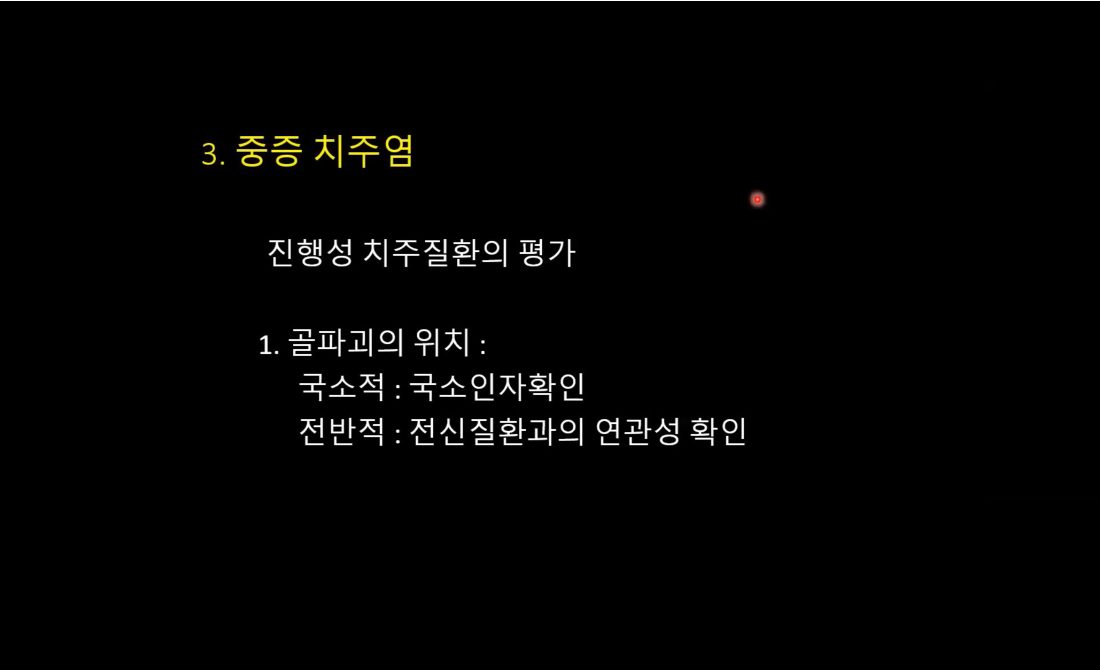 3. 중증 치주염
진행성 치주질환의 평가
1. 골파괴의 위치 :
국소적 : 국소인자확인
전반적 : 전신질환과의 연관성 확인